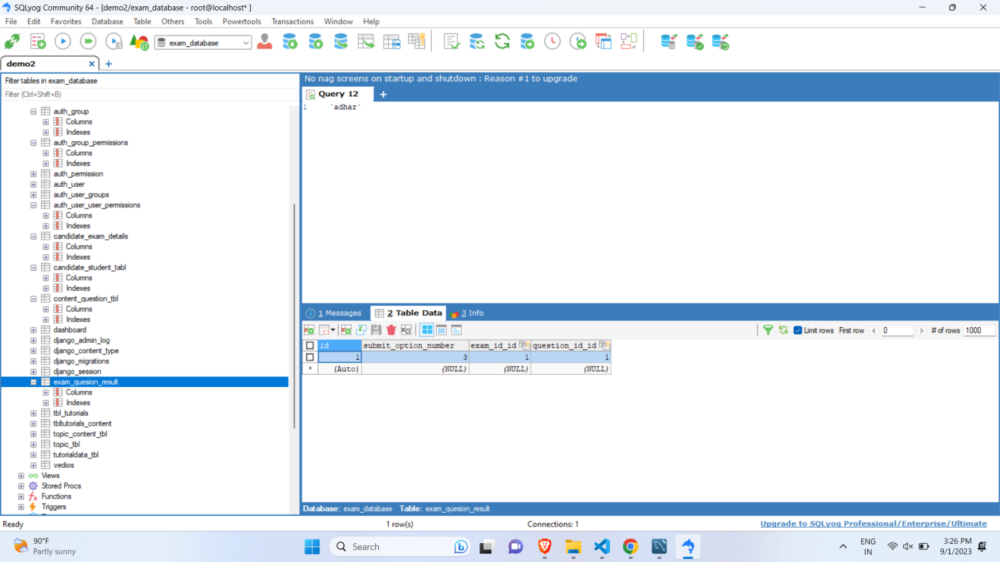 SQLyog Community 64 - [demo2/exam_database - root@localhost* ]
File Edit Favorites Database Table Others Tools Powertools Transactions Window Help
exam_database
demo2
Filter tables in exam_database
Filter (Ctrl+Shift+B)
auth_group
Columns
Indexes
auth_group_permissions
Columns
Indexes
auth_permission
auth_user
auth_user_groups
auth_user_user_permissions
Columns
Indexes
candidate_exam_details
Columns
Indexes
candidate_student_tabl
Columns
Indexes
content_question_tbl
Columns
Indexes
dashboard
django_admin_log
django_content_type
django_migrations
django_session
exam_quesion_result
Columns
Indexes
tbl_tutorials
tbltutorials_content
topic_content_tbl
topic_tbl
tutorialdata_tbl
vedios
Views
Stored Procs
Functions
Triggers
No nag screens on startup and shutdown : Reason #1 to upgrade
Query 12
1 `adhar`
1 Messages 2 Table Data 3 Info
Limit rows First row 0 # of rows 1000
id submit_option_number exam_id_id question_id_id
1 3 1 1
* (Auto) (NULL) (NULL) (NULL)
Database: exam_database Table: exam_quesion_result
Ready 1 row(s) Connections: 1 Upgrade to SQLyog Professional/Enterprise/Ultimate
90°F
Partly sunny
Search
ENG
IN
3:26 PM
9/1/2023